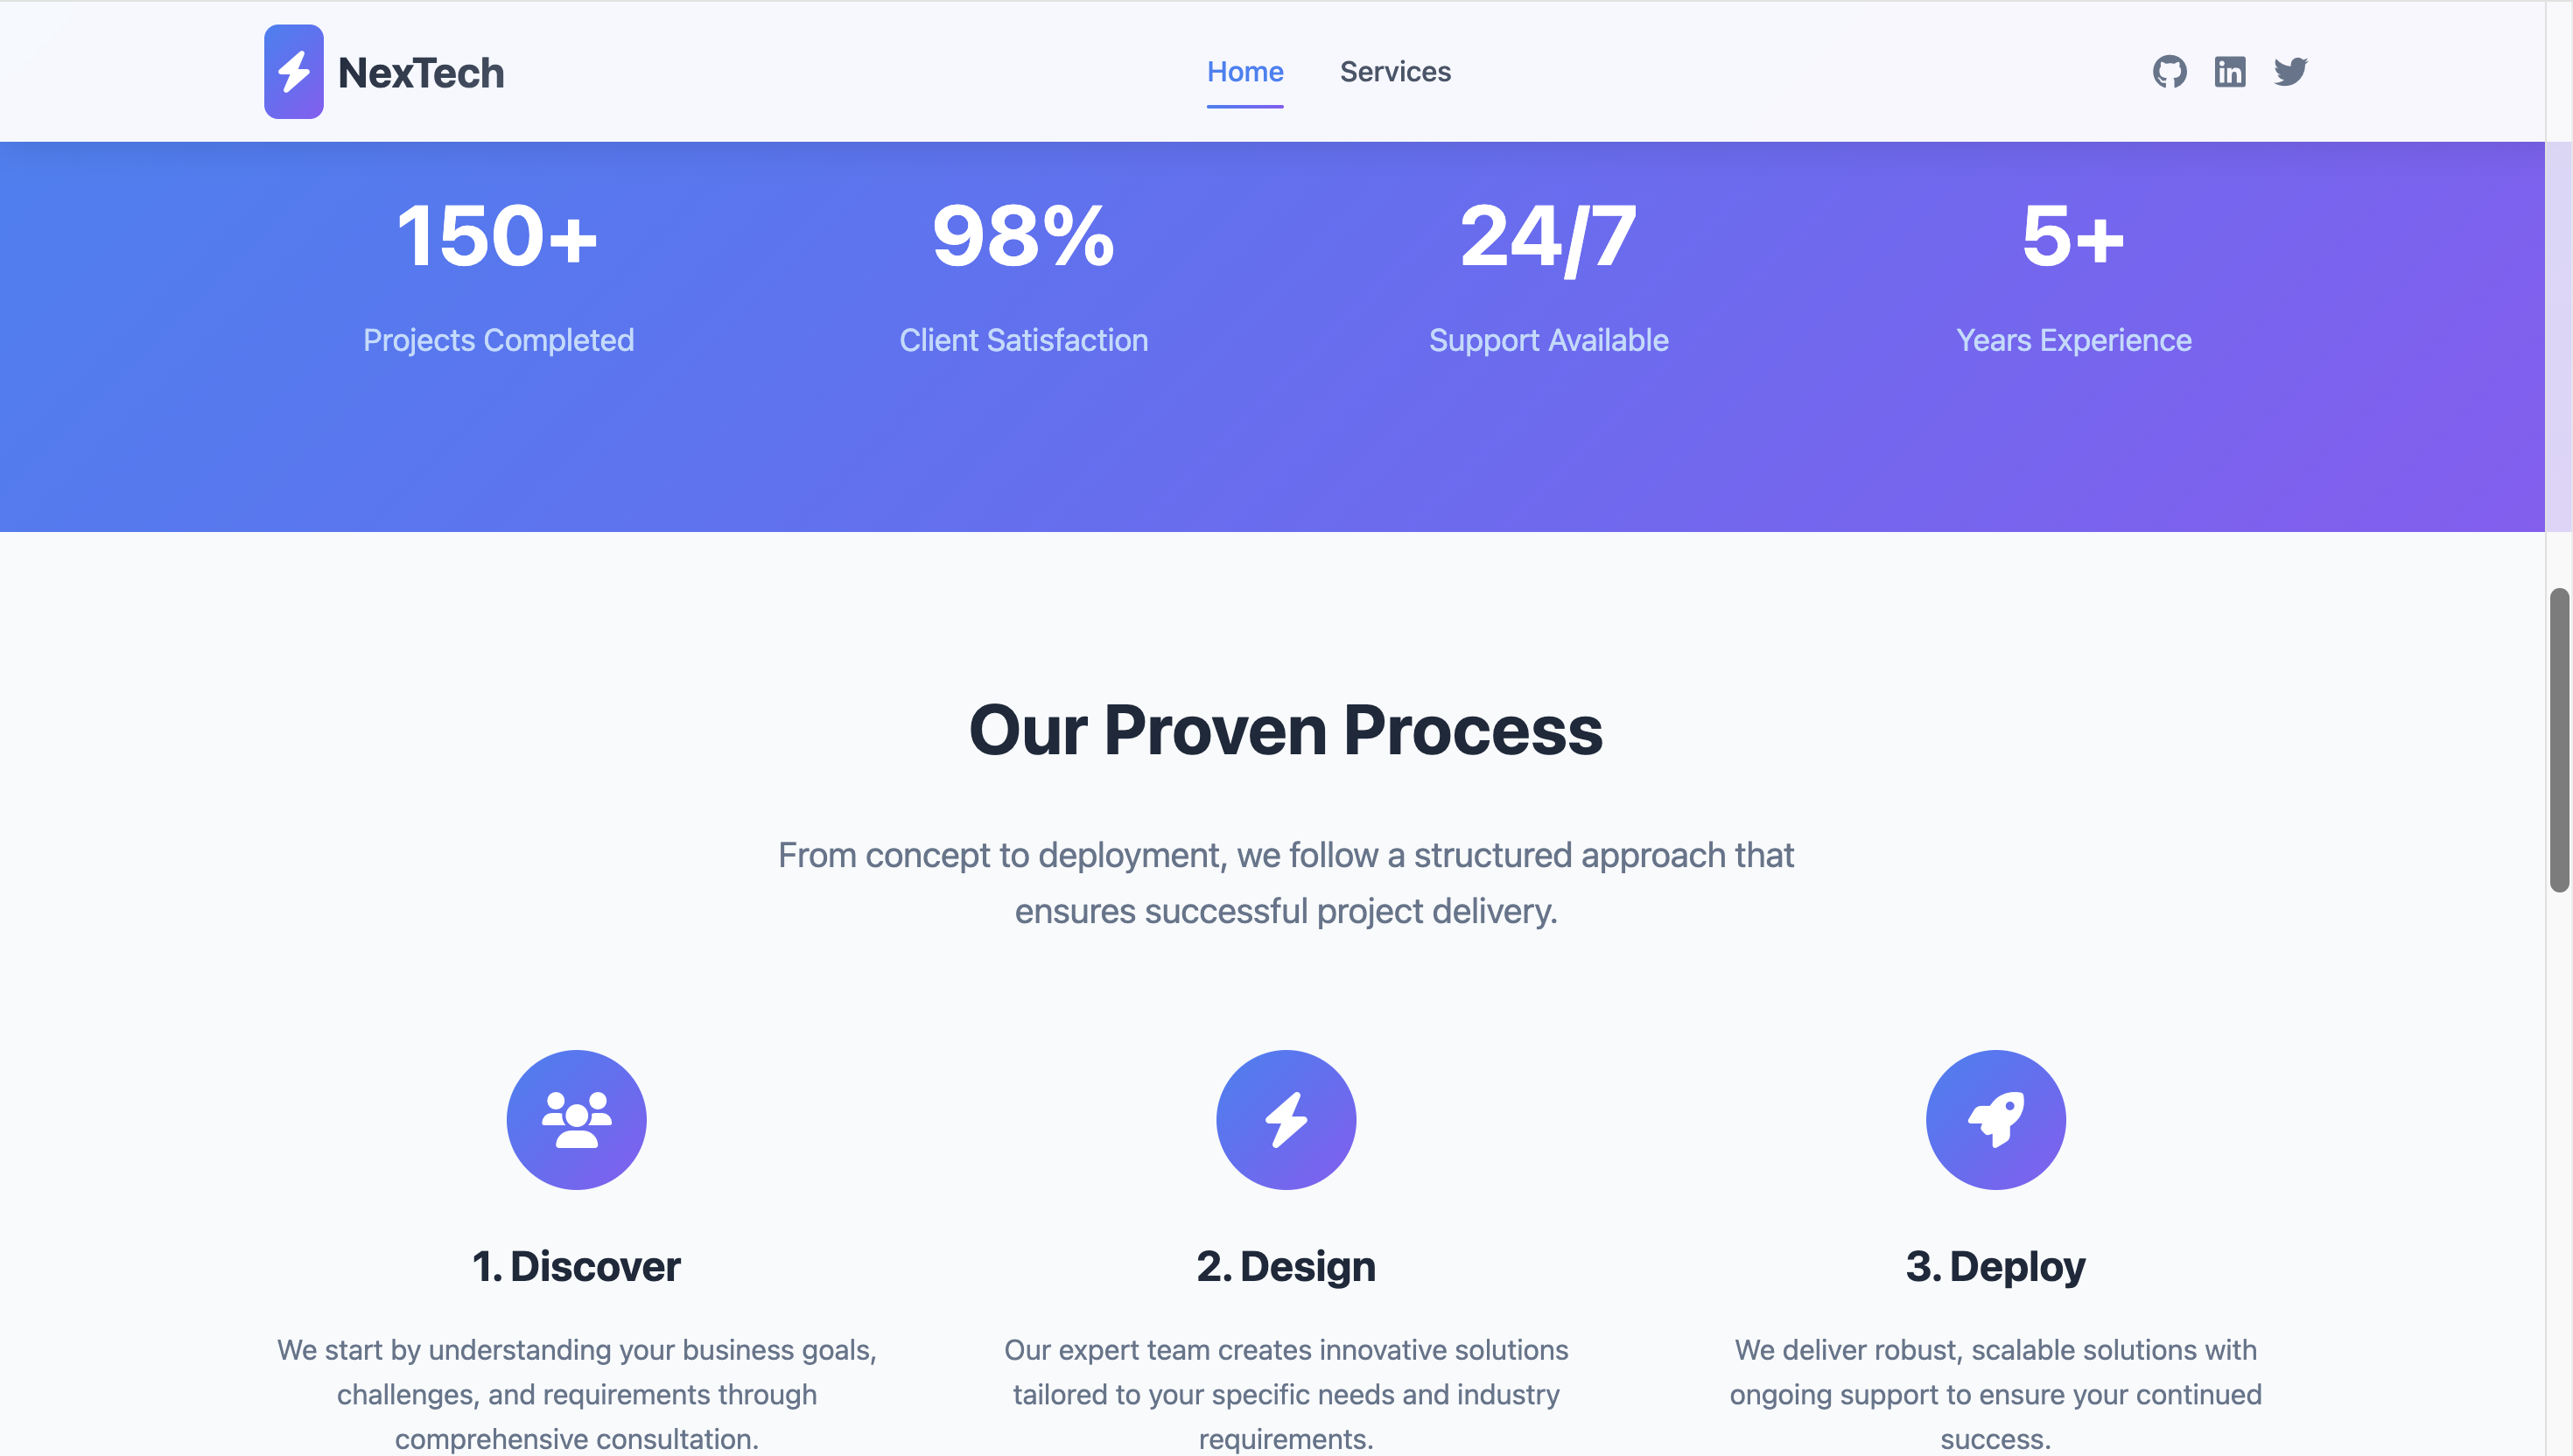 NexTech
Home Services
150+ 98% 24/7 5+
Projects Completed Client Satisfaction Support Available Years Experience
Our Proven Process
From concept to deployment, we follow a structured approach that
ensures successful project delivery.
1. Discover
We start by understanding your business goals,
challenges, and requirements through
comprehensive consultation.
2. Design
Our expert team creates innovative solutions
tailored to your specific needs and industry
requirements.
3. Deploy
We deliver robust, scalable solutions with
ongoing support to ensure your continued
success.